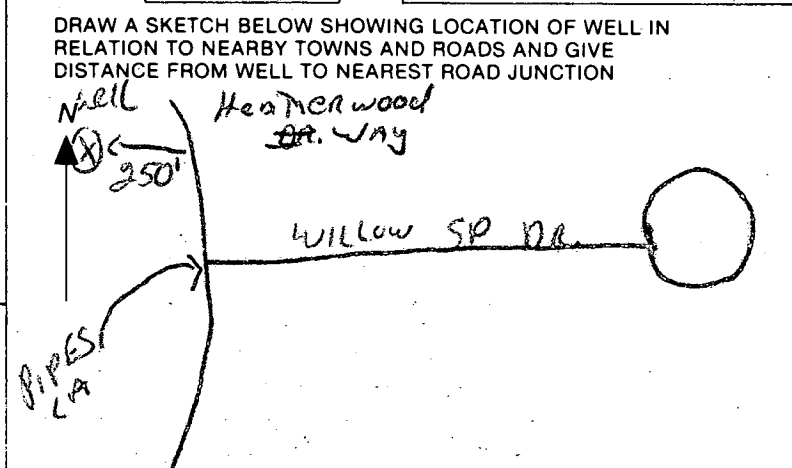 DRAW A SKETCH BELOW SHOWING LOCATION OF WELL IN
RELATION TO NEARBY TOWNS AND ROADS AND GIVE
DISTANCE FROM WELL TO NEAREST ROAD JUNCTION
N
Well
X
250'
Heatherwood
DR. WAY
WILLOW SP DR.
PIPES
LA